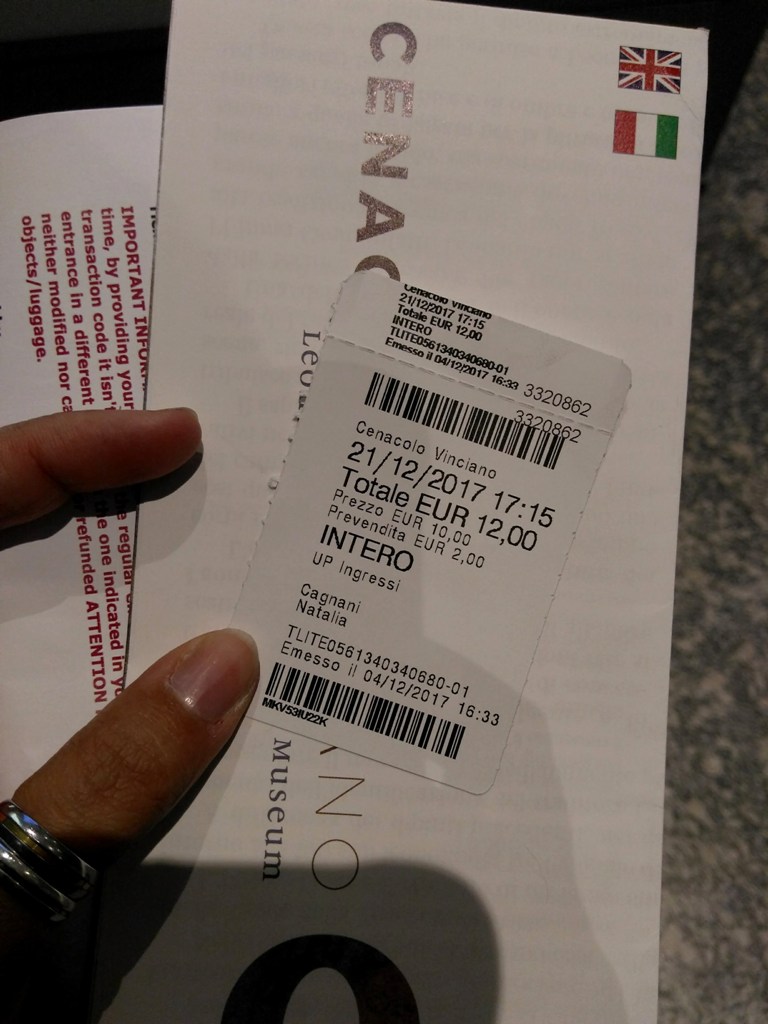 CENAC
NO
Museum
IMPORTANT
time, by providing your
transaction code it isn't
entrance in a different
neither modified nor
objects/luggage.
e regular
the one indicated in
refunded ATTENTION
Cenacolo Vinciano
21/12/2017 17:15
Totale EUR 12,00
INTERO
TLITE0561340340680-01
Emesso il 04/12/2017 16:33 3320862
3320862
Cenacolo Vinciano
21/12/2017 17:15
Totale EUR 12,00
Prezzo EUR 10,00
Prevendita EUR 2,00
INTERO
UP Ingressi
Cagnani
Natalia
TLITE0561340340680-01
Emesso il 04/12/2017 16:33
MKV53IU22K